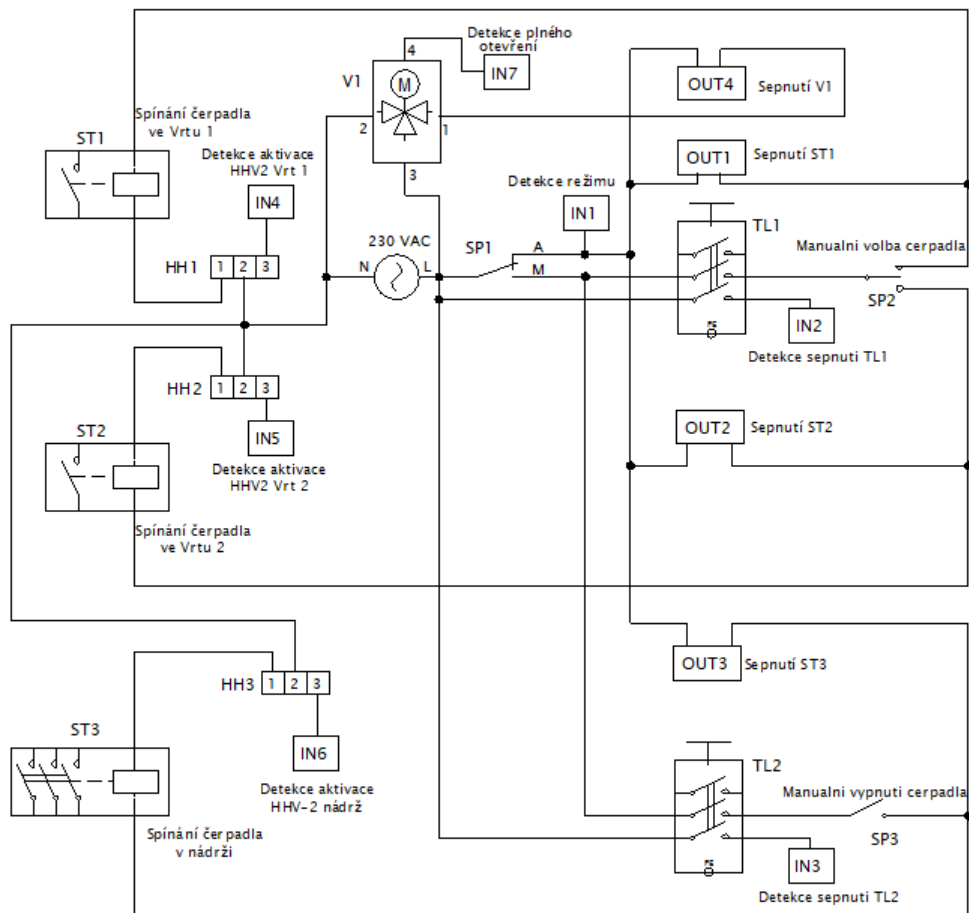 Detekce plného
otevření
4
IN7
V1
M
2
1
3
OUT4
Sepnutí V1
Spínání čerpadla
ve Vrtu 1
ST1
Detekce aktivace
HHV2 Vrt 1
IN4
HH1
1 2 3
OUT1
Sepnutí ST1
Detekce režimu
IN1
TL1
230 VAC
N
L
SP1
A
M
Manualni volba cerpadla
SP2
IN2
Detekce sepnuti TL1
HH2
1 2 3
IN5
Detekce aktivace
HHV2 Vrt 2
ST2
Spínání čerpadla
ve Vrtu 2
OUT2
Sepnutí ST2
OUT3
Sepnutí ST3
HH3
1 2 3
IN6
Detekce aktivace
HHV-2 nádrž
ST3
Spínání čerpadla
v nádrži
TL2
Manualni vypnuti cerpadla
SP3
IN3
Detekce sepnuti TL2